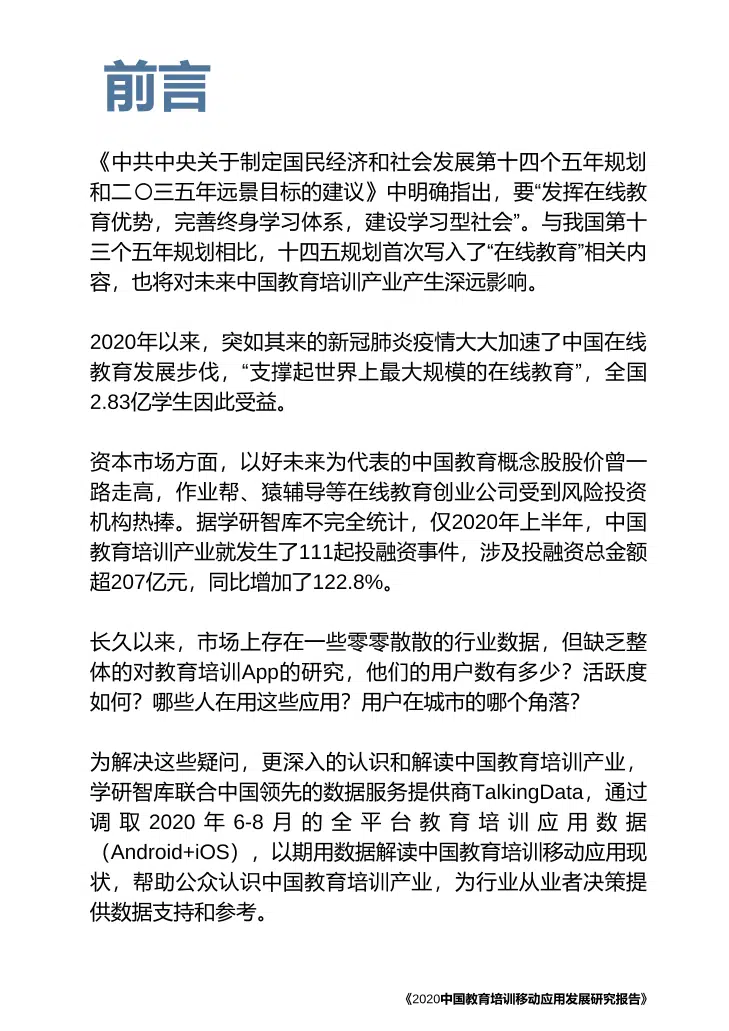 前言
《中共中央关于制定国民经济和社会发展第十四个五年规划
和二〇三五年远景目标的建议》中明确指出，要“发挥在线教
育优势，完善终身学习体系，建设学习型社会”。与我国第十
三个五年规划相比，十四五规划首次写入了“在线教育”相关内
容，也将对未来中国教育培训产业产生深远影响。
2020年以来，突如其来的新冠肺炎疫情大大加速了中国在线
教育发展步伐，“支撑起世界上最大规模的在线教育”，全国
2.83亿学生因此受益。
资本市场方面，以好未来为代表的中国教育概念股股价曾一
路走高，作业帮、猿辅导等在线教育创业公司受到风险投资
机构热捧。据学研智库不完全统计，仅2020年上半年，中国
教育培训产业就发生了111起投融资事件，涉及投融资总金额
超207亿元，同比增加了122.8%。
长久以来，市场上存在一些零零散散的行业数据，但缺乏整
体的对教育培训App的研究，他们的用户数有多少？活跃度
如何？哪些人在用这些应用？用户在城市的哪个角落？
为解决这些疑问，更深入的认识和解读中国教育培训产业，
学研智库联合中国领先的数据服务提供商TalkingData，通过
调取2020年6-8月的全平台教育培训应用数据
（Android+iOS），以期用数据解读中国教育培训移动应用现
状，帮助公众认识中国教育培训产业，为行业从业者决策提
供数据支持和参考。
《2020中国教育培训移动应用发展研究报告》